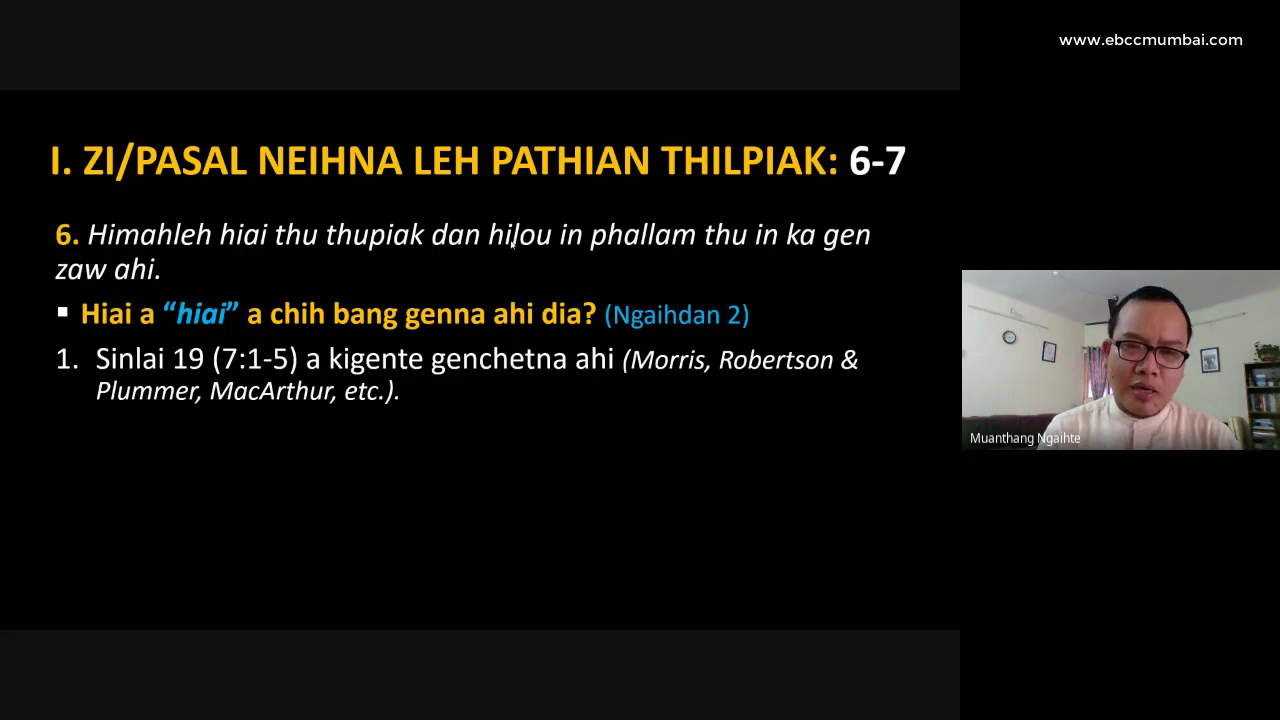 www.ebccmumbai.com
I. ZI/PASAL NEIHNA LEH PATHIAN THILPIAK: 6-7
6. Himahleh hiai thu thupiak dan hilou in phallam thu in ka gen
zaw ahi.
▪ Hiai a “hiai” a chih bang genna ahi dia? (Ngaihdan 2)
1. Sinlai 19 (7:1-5) a kigente genchetna ahi (Morris, Robertson &
Plummer, MacArthur, etc.).
Muanthang Ngaihte